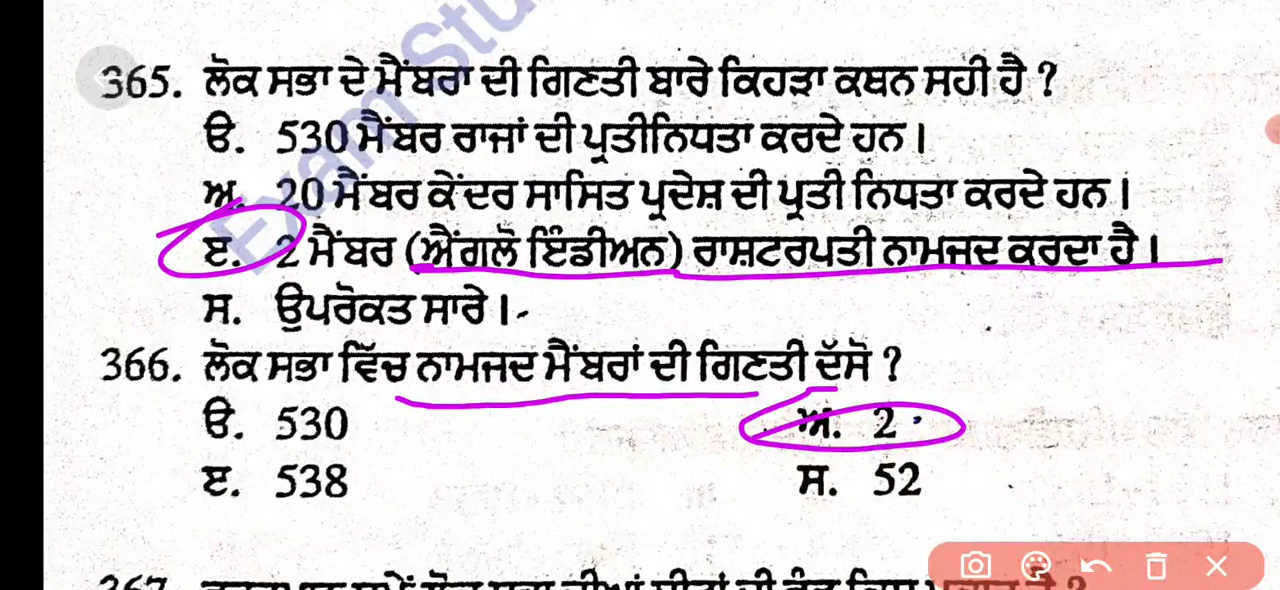 Exam Stu
365. ਲੋਕ ਸਭਾ ਦੇ ਮੈਂਬਰਾਂ ਦੀ ਗਿਣਤੀ ਬਾਰੇ ਕਿਹੜਾ ਕਥਨ ਸਹੀ ਹੈ ?
ੳ. 530 ਮੈਂਬਰ ਰਾਜਾਂ ਦੀ ਪ੍ਰਤੀਨਿਧਤਾ ਕਰਦੇ ਹਨ।
ਅ. 20 ਮੈਂਬਰ ਕੇਂਦਰ ਸਾਸਿਤ ਪ੍ਰਦੇਸ਼ ਦੀ ਪ੍ਰਤੀ ਨਿਧਤਾ ਕਰਦੇ ਹਨ।
ੲ. 2 ਮੈਂਬਰ (ਐਂਗਲੋ ਇੰਡੀਅਨ) ਰਾਸ਼ਟਰਪਤੀ ਨਾਮਜਦ ਕਰਦਾ ਹੈ।
ਸ. ਉਪਰੋਕਤ ਸਾਰੇ।
366. ਲੋਕ ਸਭਾ ਵਿੱਚ ਨਾਮਜਦ ਮੈਂਬਰਾਂ ਦੀ ਗਿਣਤੀ ਦੱਸੋ ?
ੳ. 530 ਅ. 2
ੲ. 538 ਸ. 52